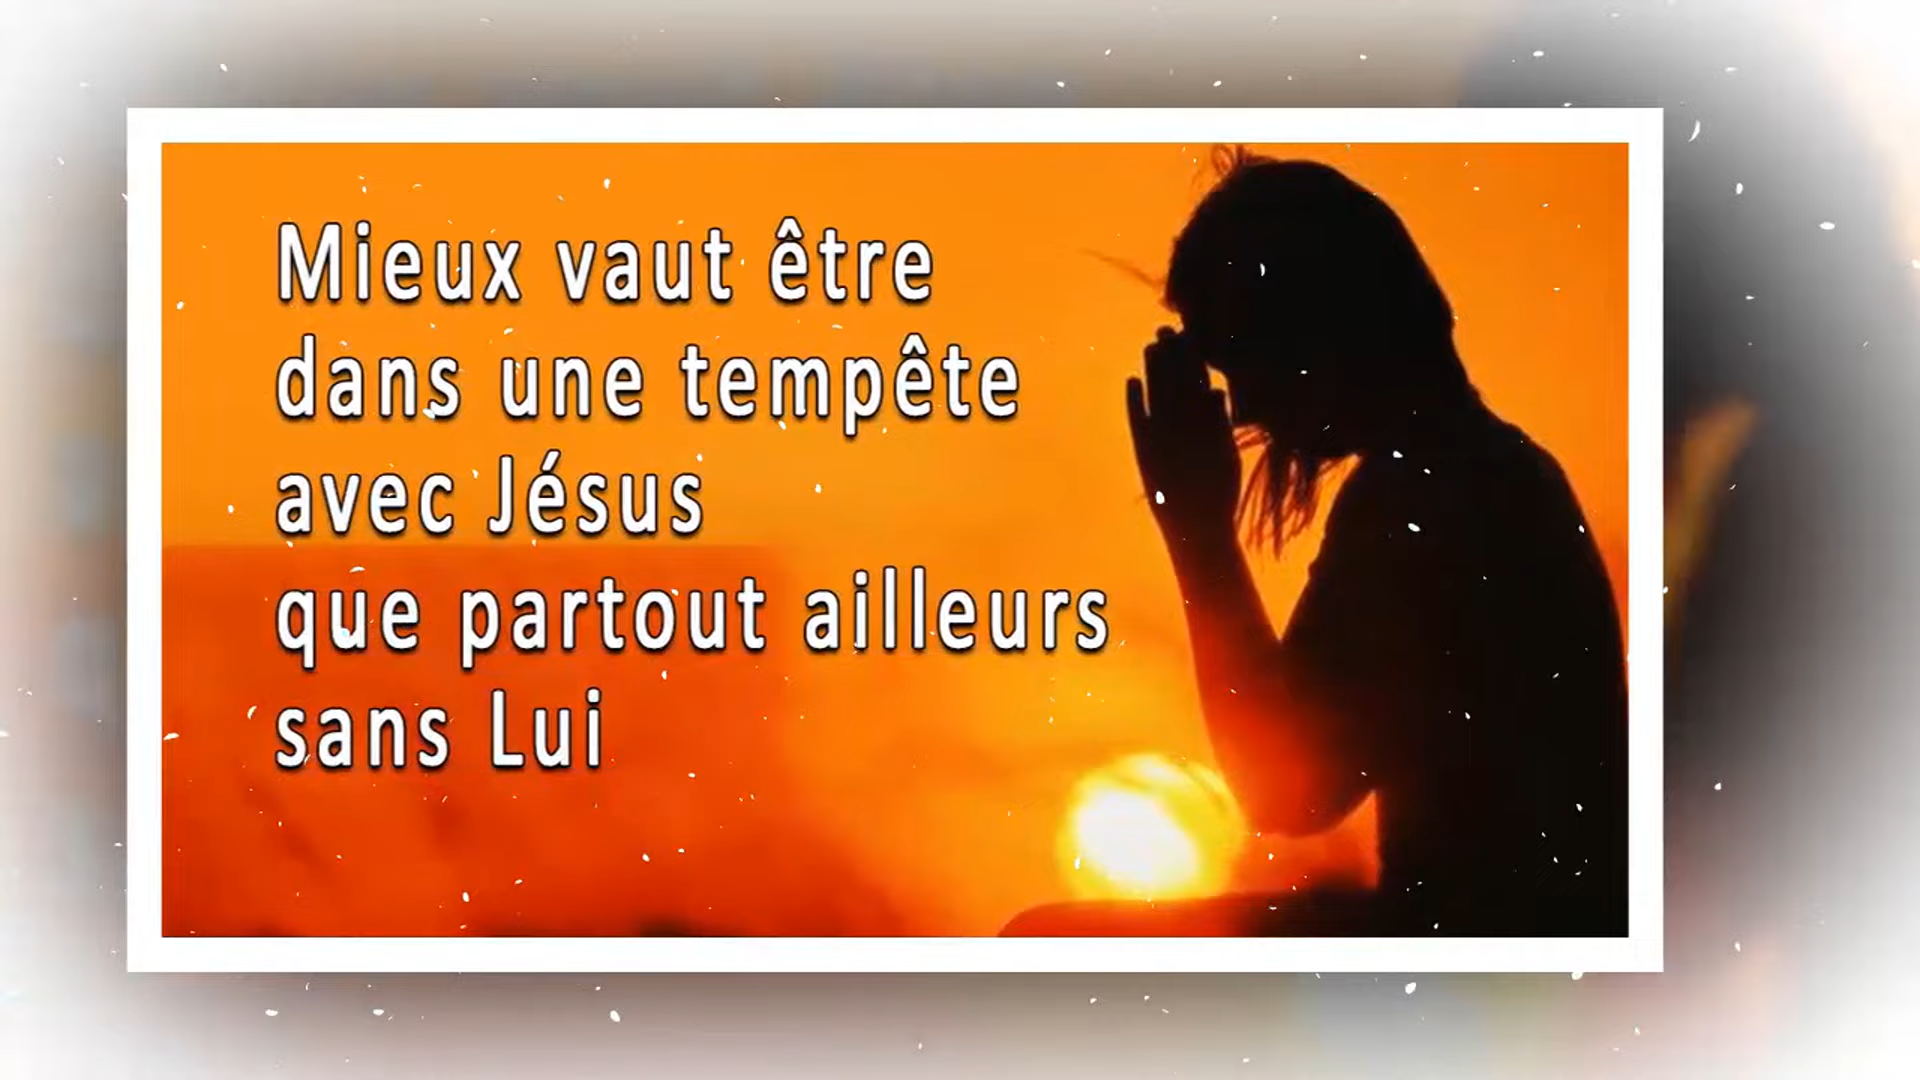 Mieux vaut être
dans une tempête
avec Jésus
que partout ailleurs
sans Lui